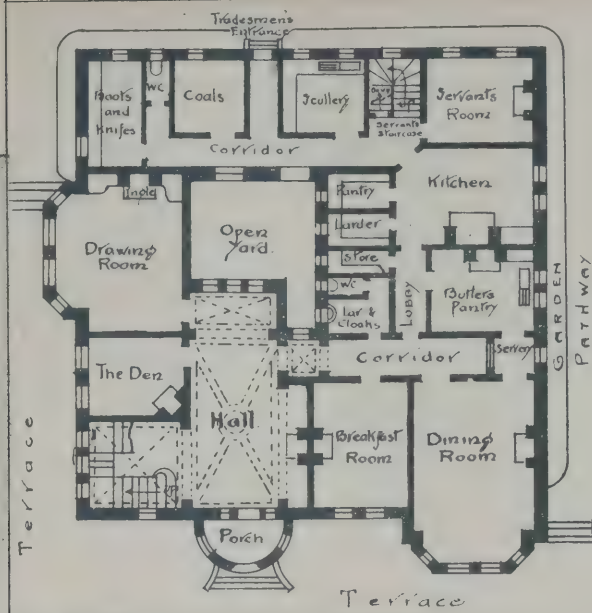 Tradesmen's
Entrance
Boots
and
Knifes
WC
Coals
Scullery
Servants
Staircase
Servants
Room
Corridor
Kitchen
Pantry
Larder
Store
WC
Lav &
Cloaks
Lobby
Butlers
Pantry
Servery
Ingle
Drawing
Room
Open
Yard.
The Den
Hall
Corridor
Breakfast
Room
Dining
Room
Porch
Terrace
Terrace
GARDEN
PATHWAY